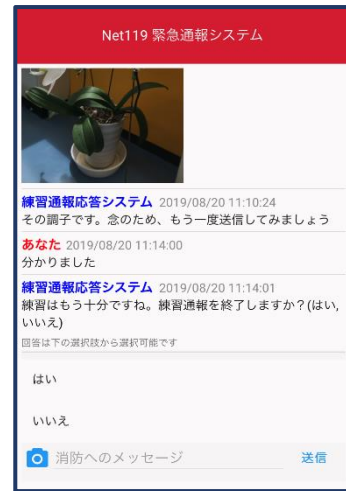 Net119 緊急通報システム
練習通報応答システム 2019/08/20 11:10:24
その調子です。念のため、もう一度送信してみましょう
あなた 2019/08/20 11:14:00
分かりました
練習通報応答システム 2019/08/20 11:14:01
練習はもう十分ですね。練習通報を終了しますか?(はい,
いいえ)
回答は下の選択肢から選択可能です
はい
いいえ
消防へのメッセージ 送信